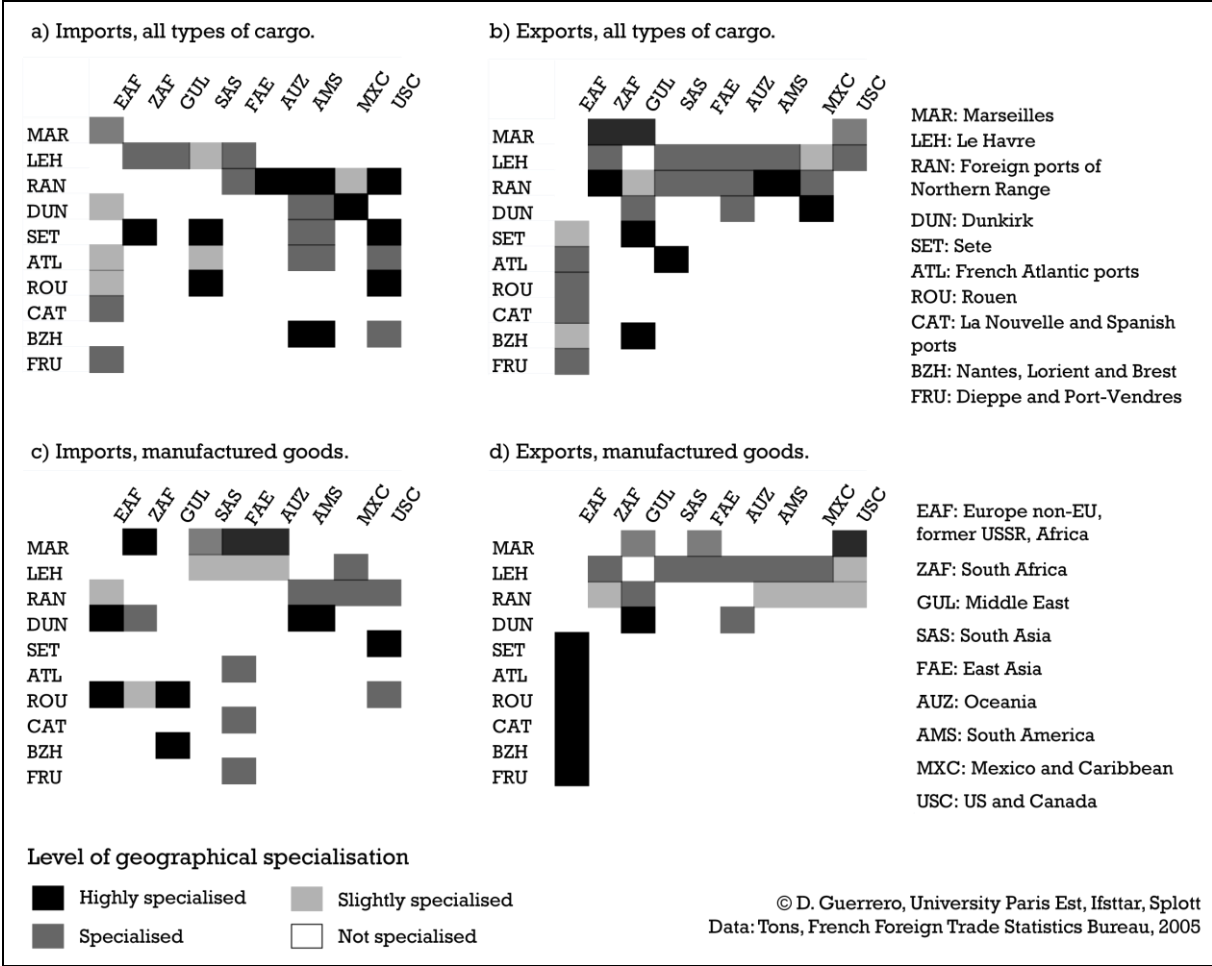 a) Imports, all types of cargo.
EAF ZAF GUL SAS FAE AUZ AMS MXC USC
MAR
LEH
RAN
DUN
SET
ATL
ROU
CAT
BZH
FRU
b) Exports, all types of cargo.
EAF ZAF GUL SAS FAE AUZ AMS MXC USC
MAR
LEH
RAN
DUN
SET
ATL
ROU
CAT
BZH
FRU
MAR: Marseilles
LEH: Le Havre
RAN: Foreign ports of
Northern Range
DUN: Dunkirk
SET: Sete
ATL: French Atlantic ports
ROU: Rouen
CAT: La Nouvelle and Spanish
ports
BZH: Nantes, Lorient and Brest
FRU: Dieppe and Port-Vendres
c) Imports, manufactured goods.
EAF ZAF GUL SAS FAE AUZ AMS MXC USC
MAR
LEH
RAN
DUN
SET
ATL
ROU
CAT
BZH
FRU
d) Exports, manufactured goods.
EAF ZAF GUL SAS FAE AUZ AMS MXC USC
MAR
LEH
RAN
DUN
SET
ATL
ROU
CAT
BZH
FRU
EAF: Europe non-EU,
former USSR, Africa
ZAF: South Africa
GUL: Middle East
SAS: South Asia
FAE: East Asia
AUZ: Oceania
AMS: South America
MXC: Mexico and Caribbean
USC: US and Canada
Level of geographical specialisation
Highly specialised
Slightly specialised
Specialised
Not specialised
© D. Guerrero, University Paris Est, Ifsttar, Splott
Data: Tons, French Foreign Trade Statistics Bureau, 2005